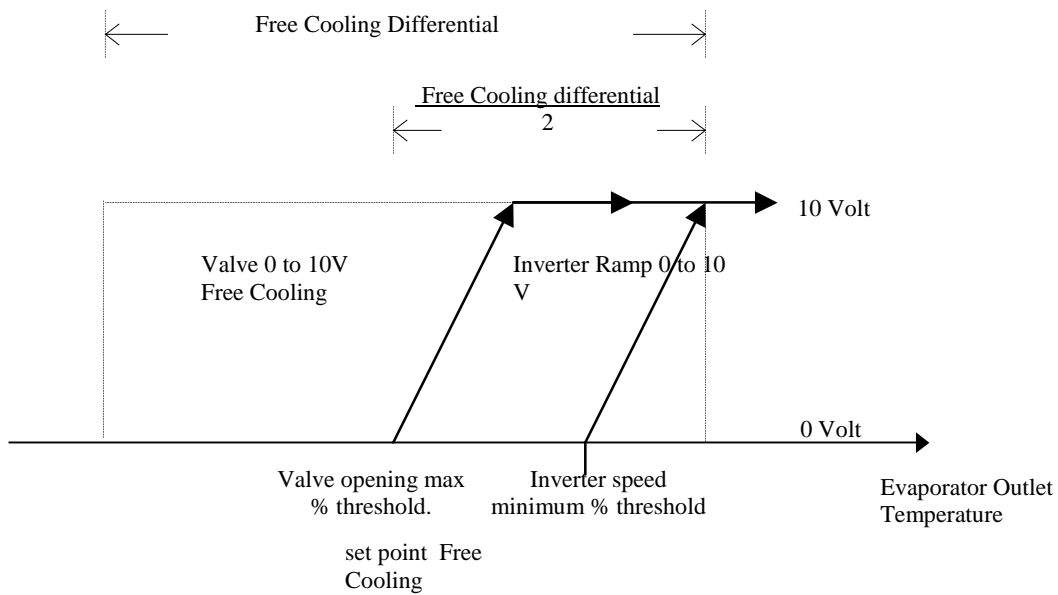 Free Cooling Differential
Free Cooling differential
2
10 Volt
Valve 0 to 10V
Free Cooling
Inverter Ramp 0 to 10
V
0 Volt
Valve opening max
% threshold.
Inverter speed
minimum % threshold
Evaporator Outlet
Temperature
set point Free
Cooling